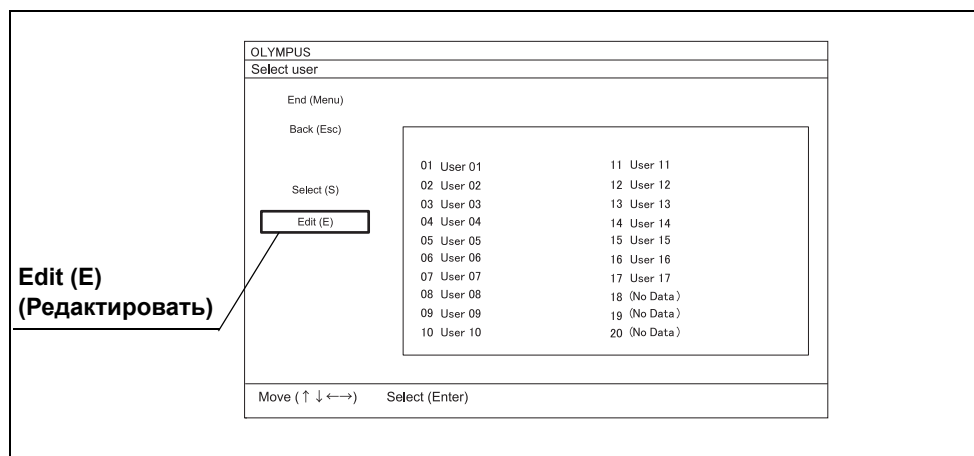 OLYMPUS
Select user
End (Menu)
Back (Esc)
Select (S)
Edit (E)
01 User 01
02 User 02
03 User 03
04 User 04
05 User 05
06 User 06
07 User 07
08 User 08
09 User 09
10 User 10
11 User 11
12 User 12
13 User 13
14 User 14
15 User 15
16 User 16
17 User 17
18 (No Data)
19 (No Data)
20 (No Data)
Edit (E)
(Редактировать)
Move (↑↓←→) Select (Enter)